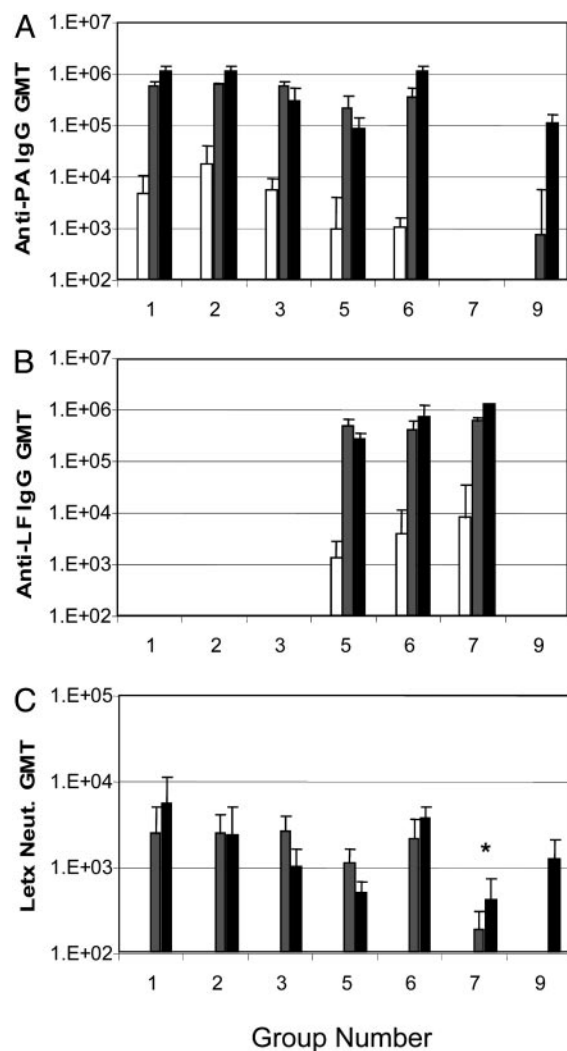 A
Anti-PA IgG GMT
1.E+07
1.E+06
1.E+05
1.E+04
1.E+03
1.E+02
1 2 3 5 6 7 9
B
Anti-LF IgG GMT
1.E+07
1.E+06
1.E+05
1.E+04
1.E+03
1.E+02
1 2 3 5 6 7 9
C
Letx Neut. GMT
1.E+05
1.E+04
1.E+03
1.E+02
*
1 2 3 5 6 7 9
Group Number